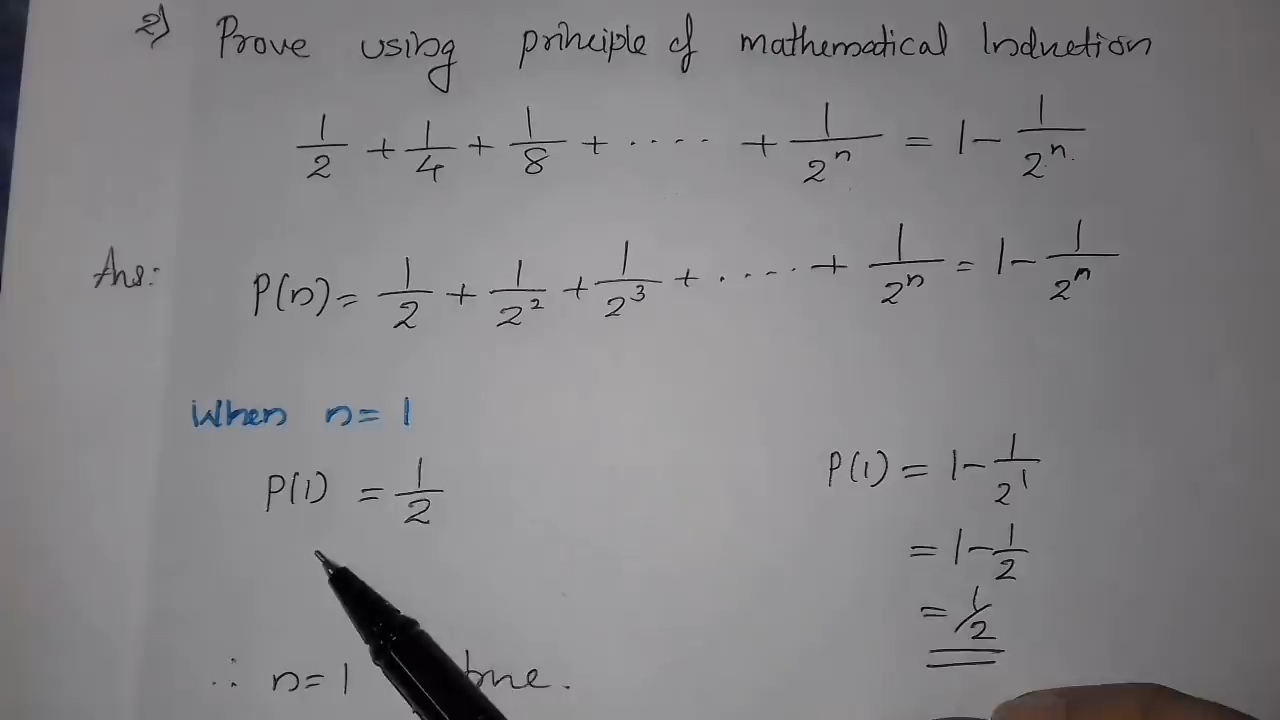 2) Prove using principle of mathematical Induction
1/2 + 1/4 + 1/8 + ..... + 1/2^n = 1 - 1/2^n.
Ans: P(n) = 1/2 + 1/2^2 + 1/2^3 + ..... + 1/2^n = 1 - 1/2^n
When n = 1
P(1) = 1/2
P(1) = 1 - 1/2^1
= 1 - 1/2
= 1/2
∴ n = 1